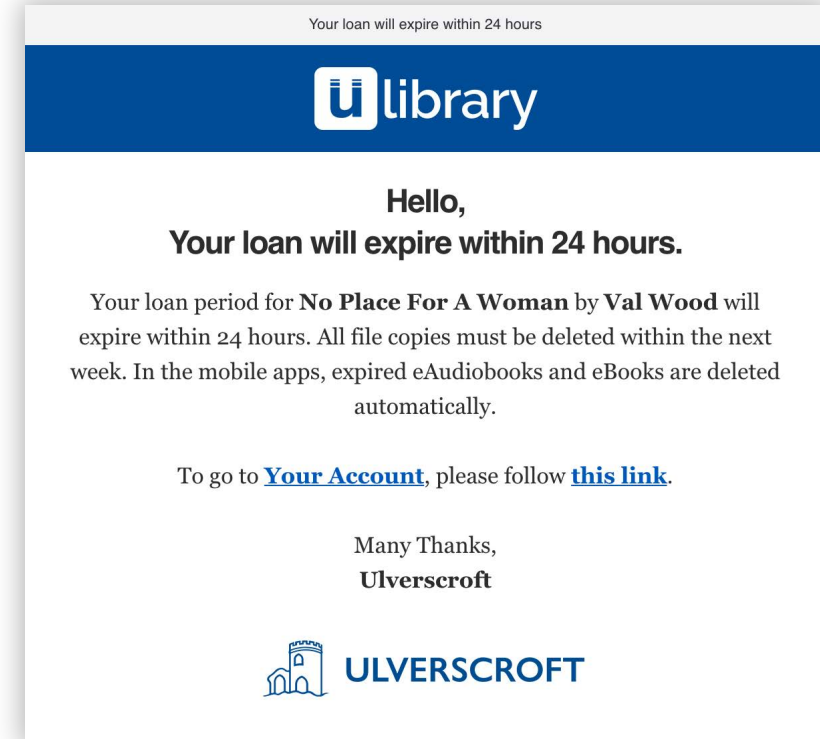 Your loan will expire within 24 hours
ulibrary
Hello,
Your loan will expire within 24 hours.
Your loan period for No Place For A Woman by Val Wood will
expire within 24 hours. All file copies must be deleted within the next
week. In the mobile apps, expired eAudiobooks and eBooks are deleted
automatically.
To go to Your Account, please follow this link.
Many Thanks,
Ulverscroft
ULVERSCROFT